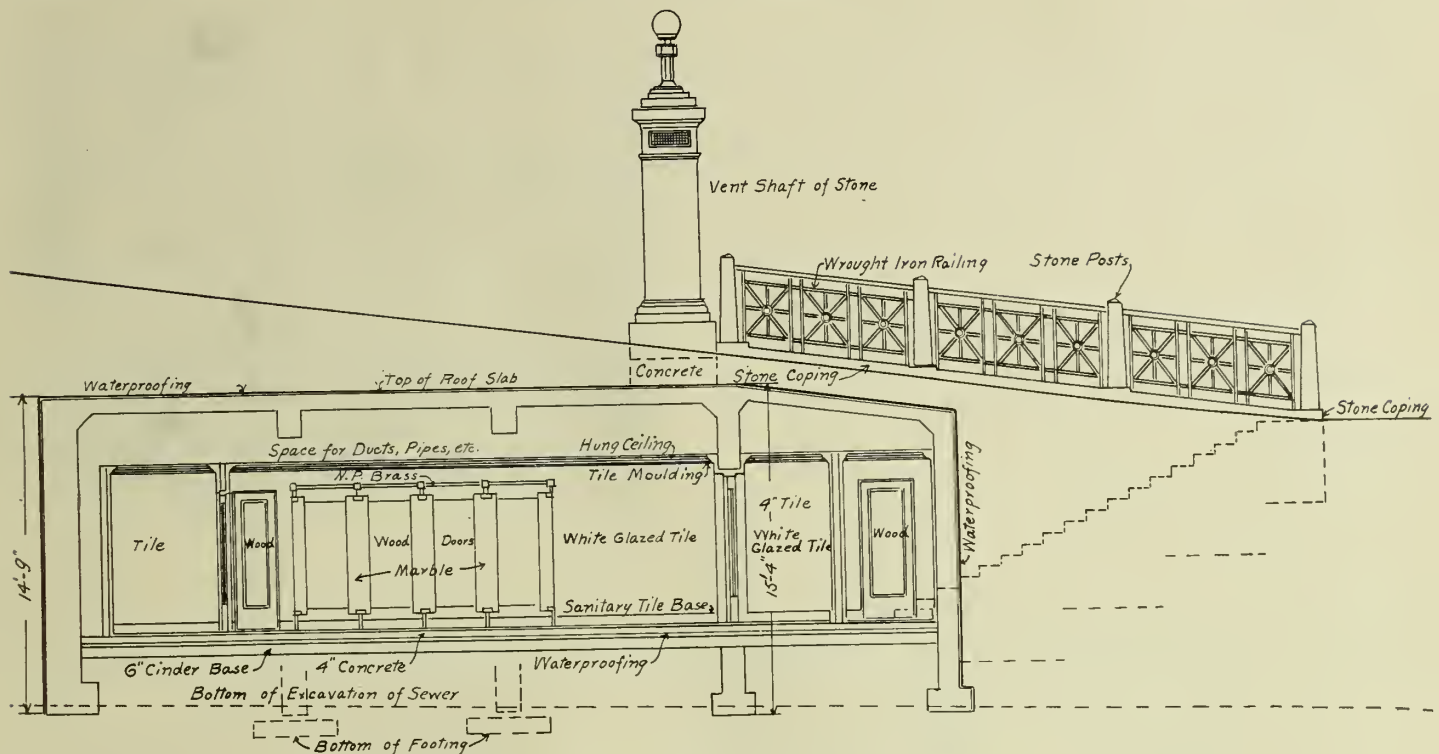 Vent Shaft of Stone
Wrought Iron Railing
Stone Posts
Concrete
Stone Coping
Waterproofing
Top of Roof Slab
Stone Coping
Space for Ducts, Pipes, etc.
Hung Ceiling
N.P. Brass
Tile Moulding
Waterproofing
14'-9"
Tile
Wood
Wood Doors
Marble
White Glazed Tile
15'-4"
4" Tile
White
Glazed Tile
Wood
Sanitary Tile Base
6" Cinder Base
4" Concrete
Waterproofing
Bottom of Excavation of Sewer
Bottom of Footing